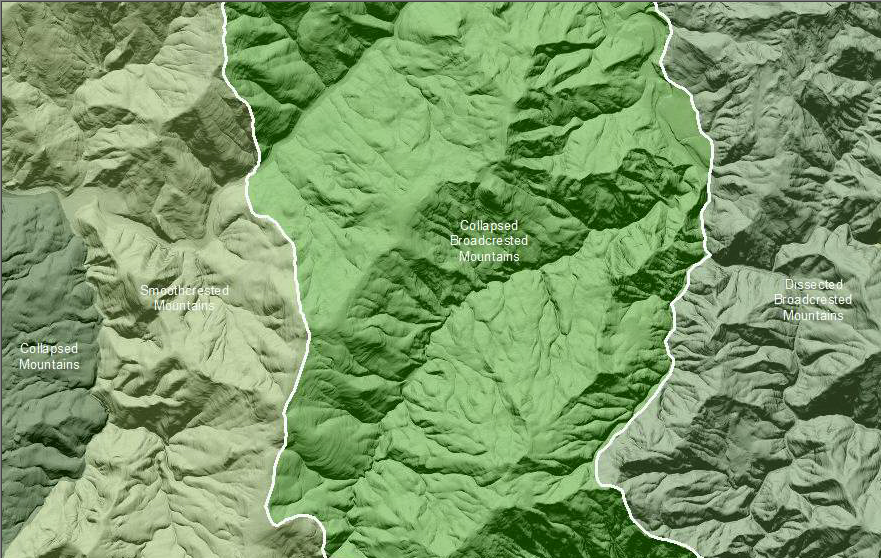 Collapsed
Broadcrested
Mountains
Smoothcrested
Mountains
Dissected
Broadcrested
Mountains
Collapsed
Mountains